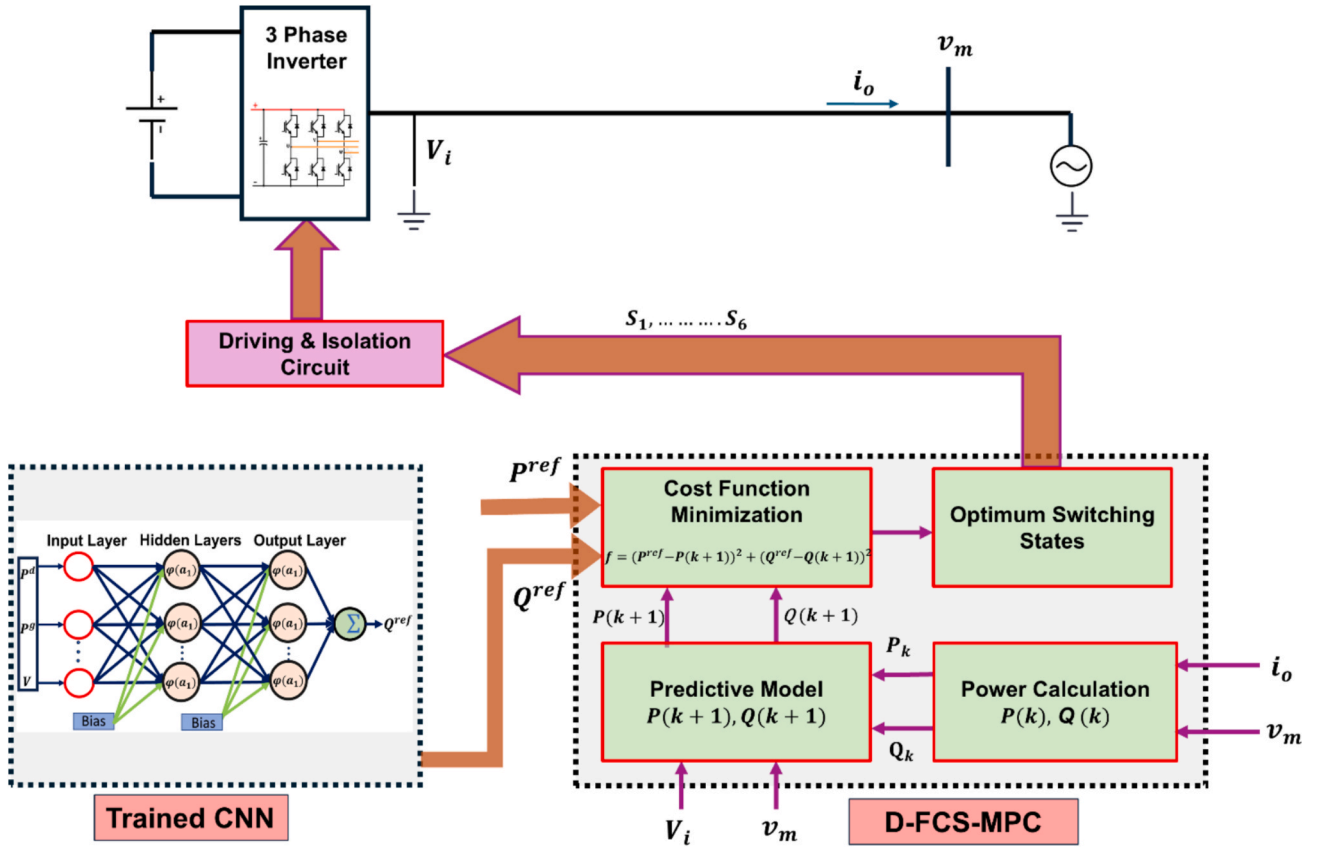 3 Phase
Inverter
+
−
+
−
V_i
i_o
v_m
Driving & Isolation
Circuit
S_1, ... ... .... S_6
Input Layer Hidden Layers Output Layer
P^d
φ(a_1) φ(a_1)
P^g
φ(a_1) φ(a_1)
Σ
Q^ref
V
φ(a_1) φ(a_1)
Bias Bias
Trained CNN
P^ref
Q^ref
Cost Function
Minimization
f = (P^ref−P(k+1))^2 + (Q^ref−Q(k+1))^2
Optimum Switching
States
P(k+1) Q(k+1)
Predictive Model
P(k+1), Q(k+1)
P_k
Q_k
Power Calculation
P(k), Q (k)
i_o
v_m
V_i v_m
D-FCS-MPC